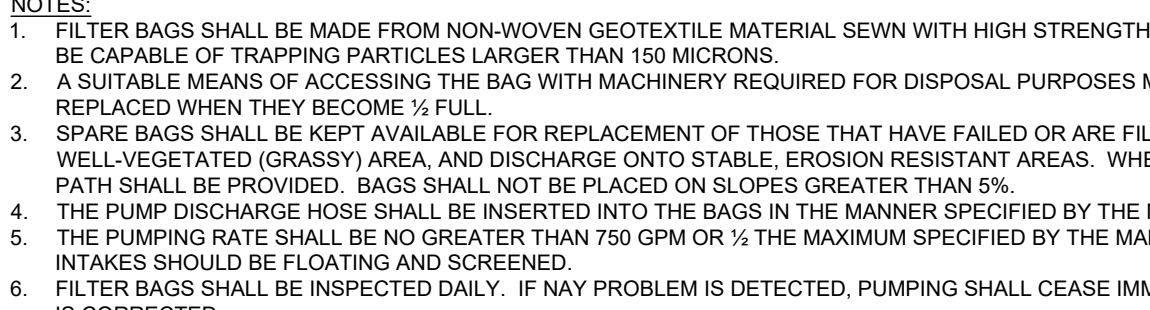 NOTES:
1. FILTER BAGS SHALL BE MADE FROM NON-WOVEN GEOTEXTILE MATERIAL SEWN WITH HIGH STRENGTH
BE CAPABLE OF TRAPPING PARTICLES LARGER THAN 150 MICRONS.
2. A SUITABLE MEANS OF ACCESSING THE BAG WITH MACHINERY REQUIRED FOR DISPOSAL PURPOSES
REPLACED WHEN THEY BECOME ½ FULL.
3. SPARE BAGS SHALL BE KEPT AVAILABLE FOR REPLACEMENT OF THOSE THAT HAVE FAILED OR ARE
WELL-VEGETATED (GRASSY) AREA, AND DISCHARGE ONTO STABLE, EROSION RESISTANT AREAS.
PATH SHALL BE PROVIDED. BAGS SHALL NOT BE PLACED ON SLOPES GREATER THAN 5%.
4. THE PUMP DISCHARGE HOSE SHALL BE INSERTED INTO THE BAGS IN THE MANNER SPECIFIED BY THE
5. THE PUMPING RATE SHALL BE NO GREATER THAN 750 GPM OR ½ THE MAXIMUM SPECIFIED BY THE
INTAKES SHOULD BE FLOATING AND SCREENED.
6. FILTER BAGS SHALL BE INSPECTED DAILY. IF NAY PROBLEM IS DETECTED, PUMPING SHALL CEASE
IS CORRECTED